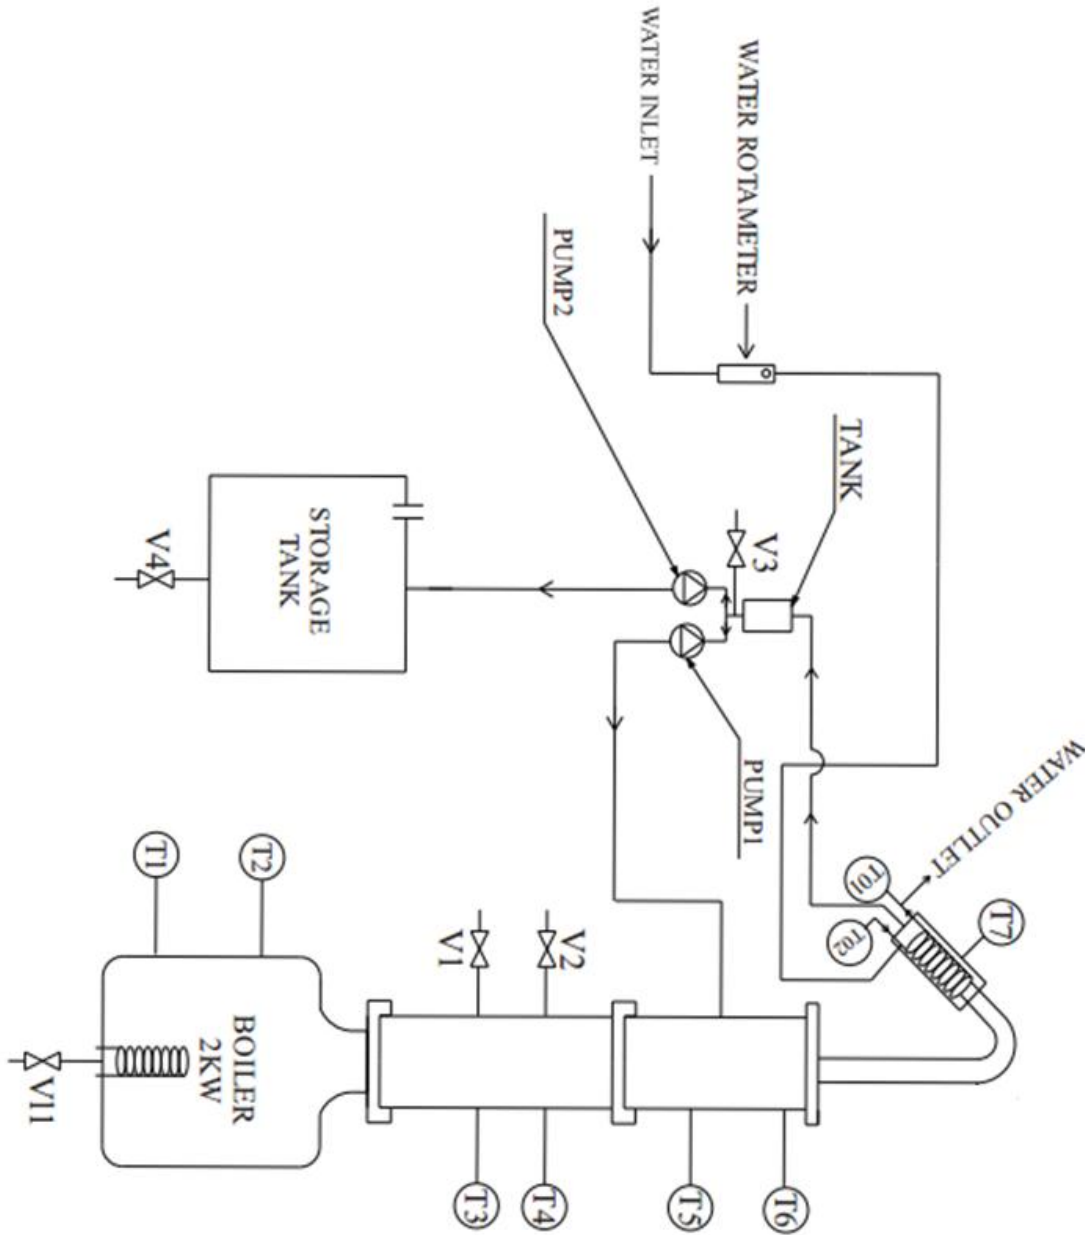 WATER INLET
WATER ROTAMETER
PUMP2
TANK
V3
V4
STORAGE
TANK
PUMP1
WATER OUTLET
T01
T02
T7
T1
T2
V1
V2
V11
BOILER
2KW
T3
T4
T5
T6